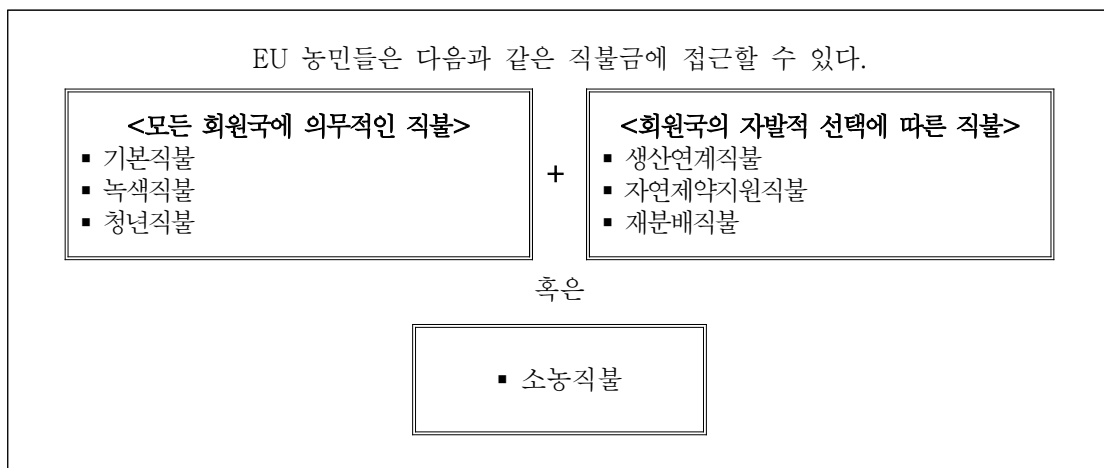 EU 농민들은 다음과 같은 직불금에 접근할 수 있다.
<모든 회원국에 의무적인 직불>
▪ 기본직불
▪ 녹색직불
▪ 청년직불
+
<회원국의 자발적 선택에 따른 직불>
▪ 생산연계직불
▪ 자연제약지원직불
▪ 재분배직불
혹은
▪ 소농직불